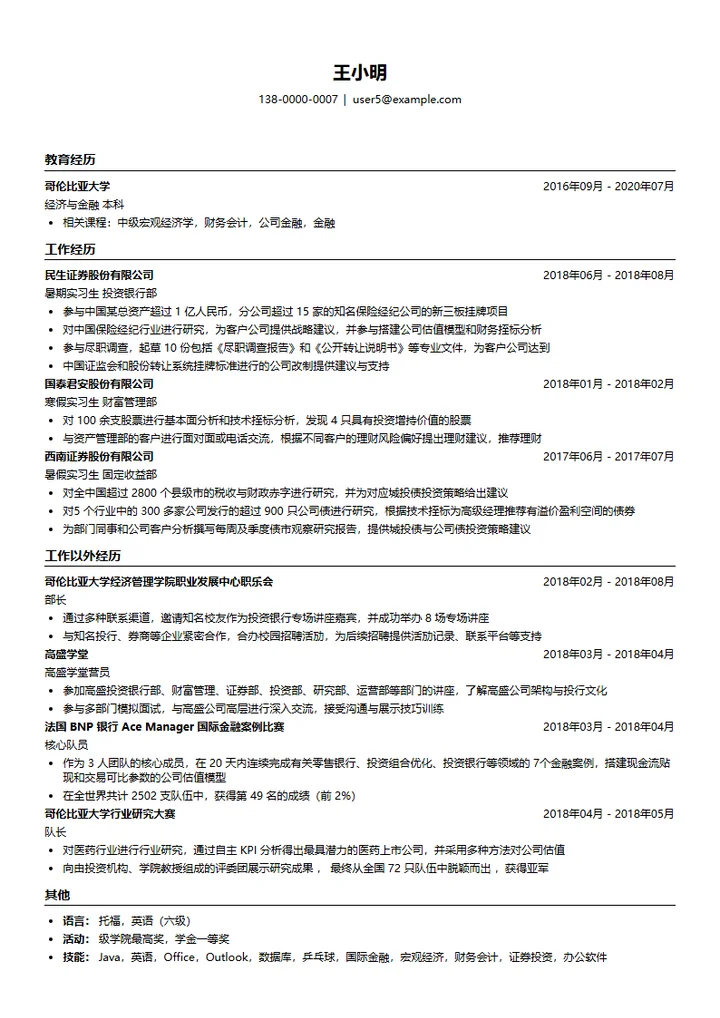 王小明
138-0000-0007 | user5@example.com
教育经历
哥伦比亚大学 2016年09月 - 2020年07月
经济与金融 本科
• 相关课程：中级宏观经济学，财务会计，公司金融，金融
工作经历
民生证券股份有限公司 2018年06月 - 2018年08月
暑期实习生 投资银行部
• 参与中国某总资产超过 1 亿人民币，分公司超过 15 家的知名保险经纪公司的新三板挂牌项目
• 对中国保险经纪行业进行研究，为客户公司提供战略建议，并参与搭建公司估值模型和财务指标分析
• 参与尽职调查，起草 10 份包括《尽职调查报告》和《公开转让说明书》等专业文件，为客户公司达到
• 中国证监会和股份转让系统挂牌标准进行的公司改制提供建议与支持
国泰君安股份有限公司 2018年01月 - 2018年02月
寒假实习生 财富管理部
• 对 100 余支股票进行基本面分析和技术指标分析，发现 4 只具有投资增持价值的股票
• 与资产管理部的客户进行面对面或电话交流，根据不同客户的理财风险偏好提出理财建议，推荐理财
西南证券股份有限公司 2017年06月 - 2017年07月
暑假实习生 固定收益部
• 对全中国超过 2800 个县级市的税收与财政赤字进行研究，并为对应城投债投资策略给出建议
• 对5 个行业中的 300 多家公司发行的超过 900 只公司债进行研究，根据技术指标为高级经理推荐有溢价盈利空间的债券
• 为部门同事和公司客户分析撰写每周及季度债市观察研究报告，提供城投债与公司债投资策略建议
工作以外经历
哥伦比亚大学经济管理学院职业发展中心职乐会 2018年02月 - 2018年08月
部长
• 通过多种联系渠道，邀请知名校友作为投资银行专场讲座嘉宾，并成功举办 8 场专场讲座
• 与知名投行、券商等企业紧密合作，合办校园招聘活动，为后续招聘提供活动记录、联系平台等支持
高盛学堂 2018年03月 - 2018年04月
高盛学堂营员
• 参加高盛投资银行部、财富管理、证券部、投资部、研究部、运营部等部门的讲座，了解高盛公司架构与投行文化
• 参与多部门模拟面试，与高盛公司高层进行深入交流，接受沟通与展示技巧训练
法国 BNP 银行 Ace Manager 国际金融案例比赛 2018年03月 - 2018年04月
核心队员
• 作为 3 人团队的核心成员，在 20 天内连续完成有关零售银行、投资组合优化、投资银行等领域的 7个金融案例，搭建现金流贴
现和交易可比参数的公司估值模型
• 在全世界共计 2502 支队伍中，获得第 49 名的成绩（前 2%）
哥伦比亚大学行业研究大赛 2018年04月 - 2018年05月
队长
• 对医药行业进行行业研究，通过自主 KPI 分析得出最具潜力的医药上市公司，并采用多种方法对公司估值
• 向由投资机构、学院教授组成的评委团展示研究成果 ， 最终从全国 72 只队伍中脱颖而出 ，获得亚军
其他
• 语言： 托福，英语（六级）
• 活动： 级学院最高奖，学金一等奖
• 技能： Java，英语，Office，Outlook，数据库，乒乓球，国际金融，宏观经济，财务会计，证券投资，办公软件